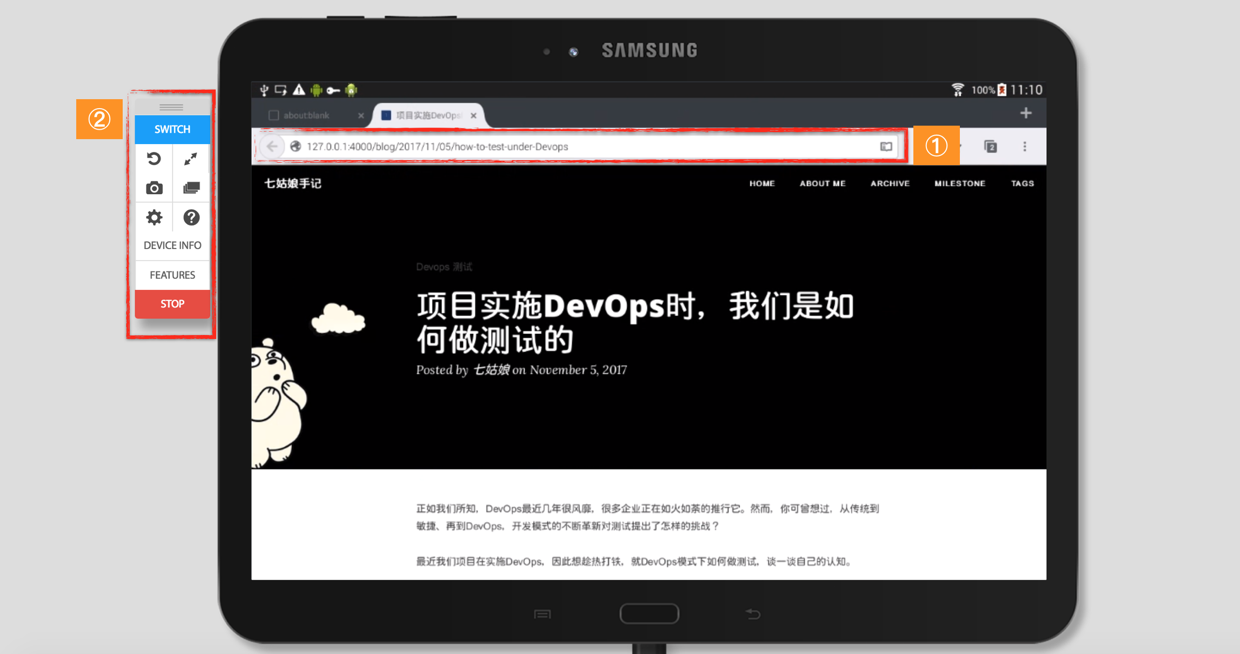 SAMSUNG
100% 11:10
about:blank
项目实施DevOps
127.0.0.1:4000/blog/2017/11/05/how-to-test-under-Devops
①
②
SWITCH
DEVICE INFO
FEATURES
STOP
七姑娘手记
HOME ABOUT ME ARCHIVE MILESTONE TAGS
Devops 测试
项目实施DevOps时，我们是如
何做测试的
Posted by 七姑娘 on November 5, 2017
正如我们所知，DevOps最近几年很风靡，很多企业正在如火如荼的推行它。然而，你可曾想过，从传统到
敏捷、再到DevOps，开发模式的不断革新对测试提出了怎样的挑战？
最近我们项目在实施DevOps，因此想趁热打铁，就DevOps模式下如何做测试，谈一谈自己的认知。